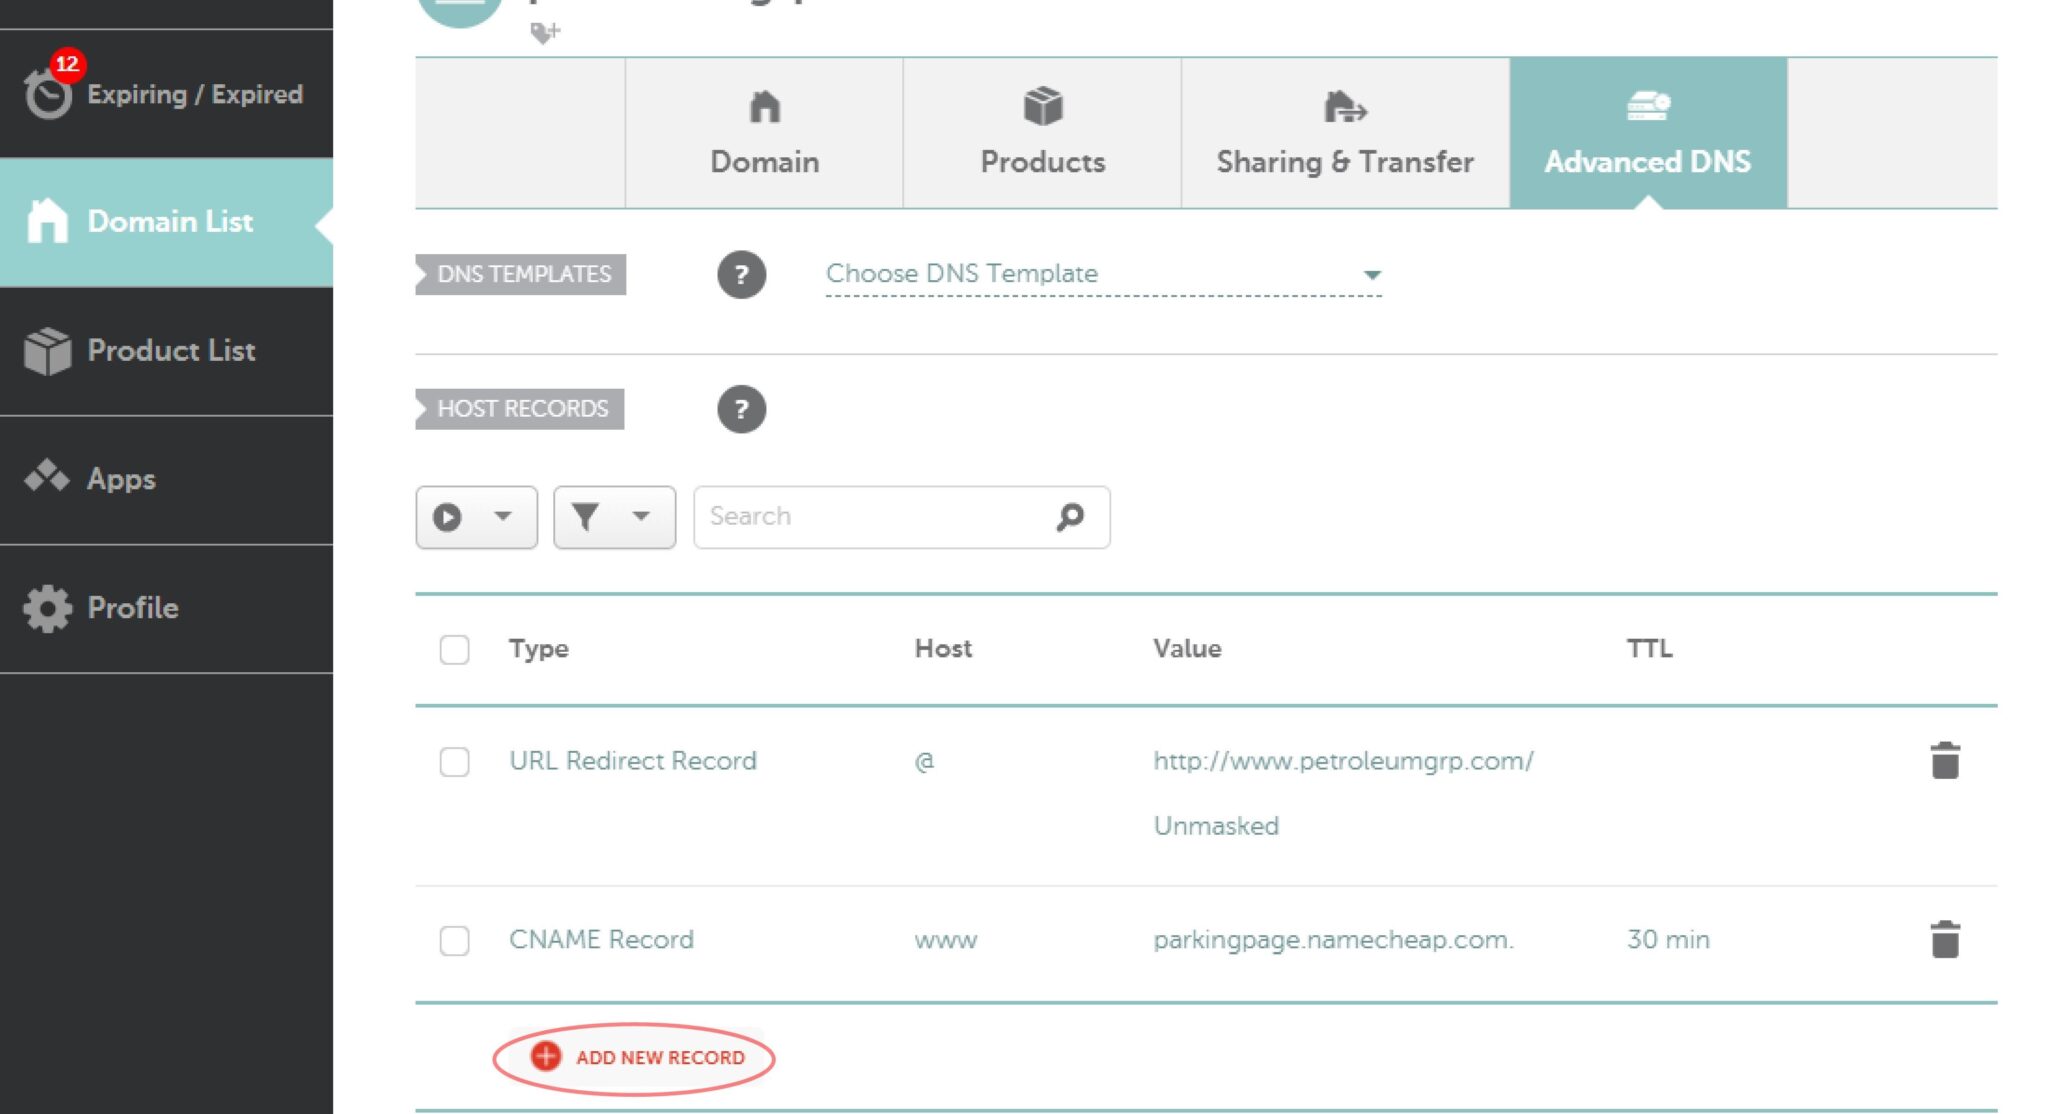 12
Expiring / Expired
Domain List
Product List
Apps
Profile
Domain
Products
Sharing & Transfer
Advanced DNS
DNS TEMPLATES
?
Choose DNS Template
HOST RECORDS
?
Search
Type Host Value TTL
URL Redirect Record @ http://www.petroleumgrp.com/
Unmasked
CNAME Record www parkingpage.namecheap.com. 30 min
ADD NEW RECORD